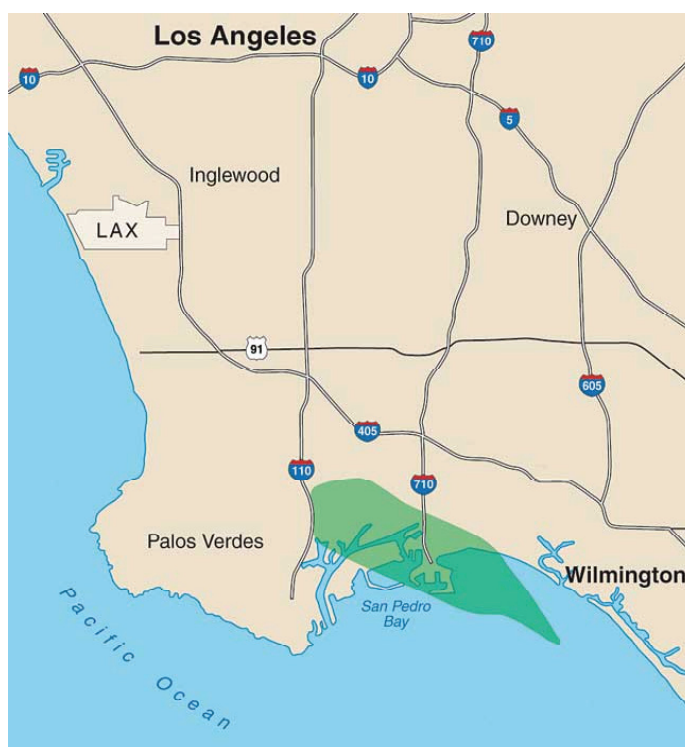 Los Angeles
710
10
10
5
Inglewood
Downey
LAX
91
605
405
110
710
Palos Verdes
Wilmington
San Pedro
Bay
Pacific Ocean